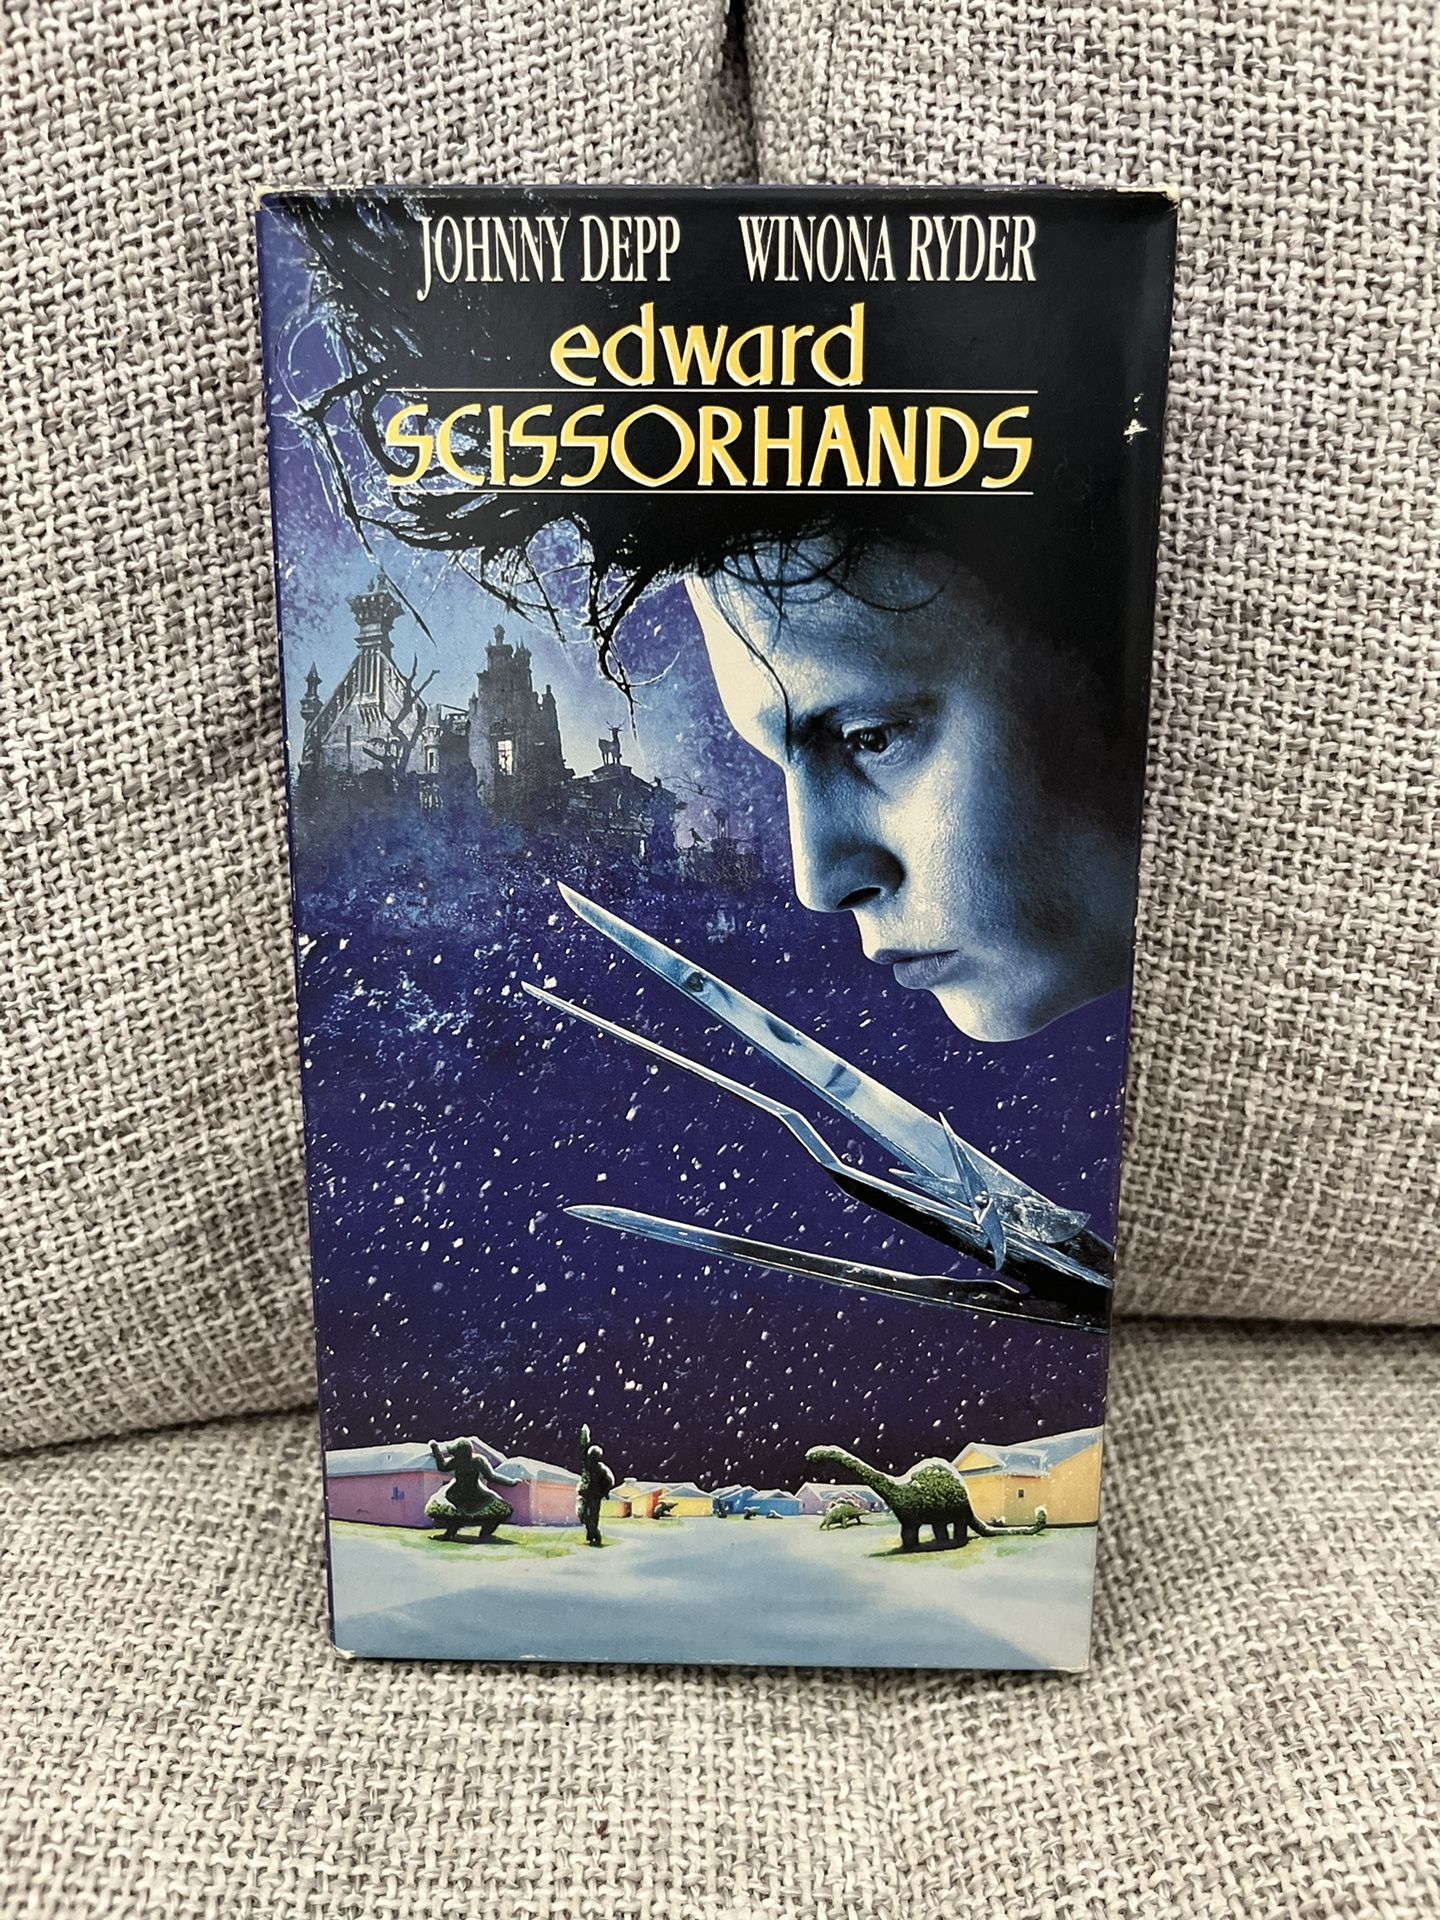 JOHNNY DEPP WINONA RYDER
edward
SCISSORHANDS